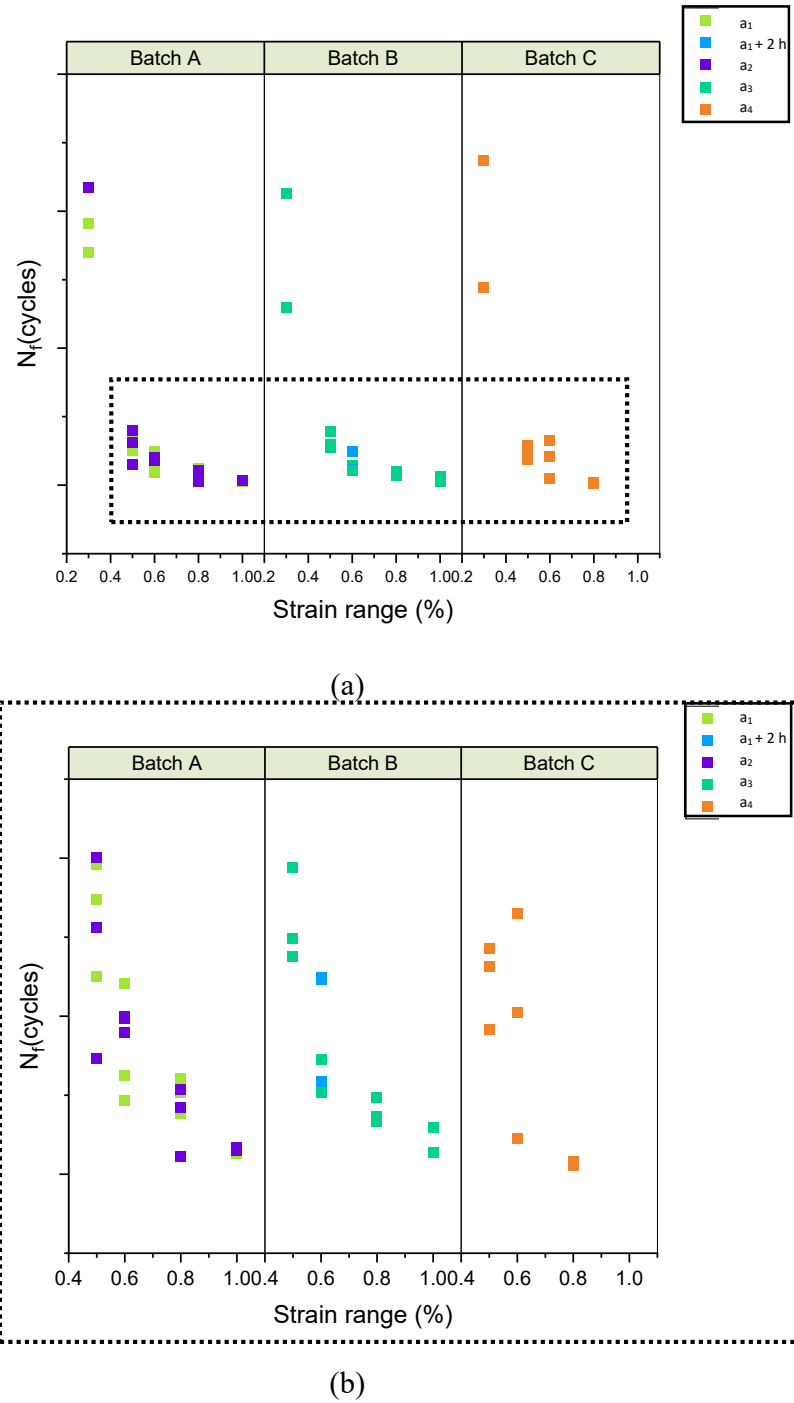 a₁
a₁ + 2 h
a₂
a₃
a₄
Batch A Batch B Batch C
Nf(cycles)
0.2 0.4 0.6 0.8 1.00.2 0.4 0.6 0.8 1.00.2 0.4 0.6 0.8 1.0
Strain range (%)
(a)
a₁
a₁ + 2 h
a₂
a₃
a₄
Batch A Batch B Batch C
Nf(cycles)
0.4 0.6 0.8 1.00.4 0.6 0.8 1.00.4 0.6 0.8 1.0
Strain range (%)
(b)